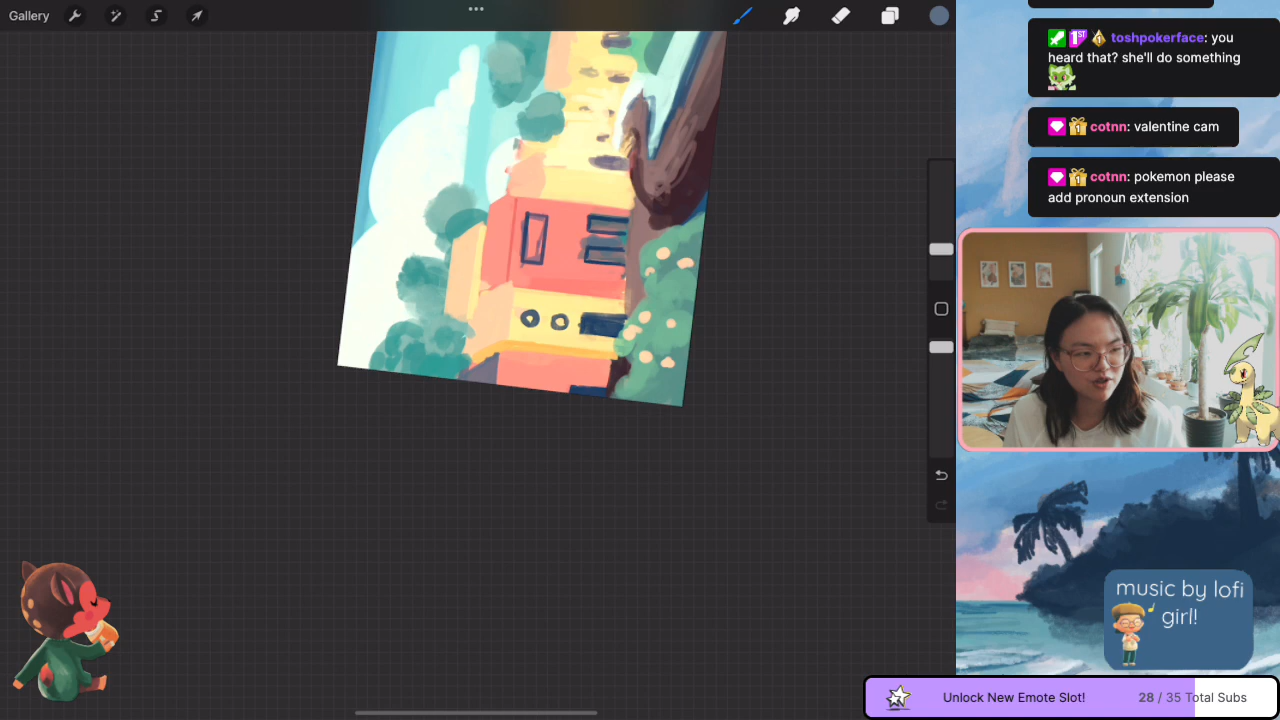 Gallery
toshpokerface: you
heard that? she'll do something
cotnn: valentine cam
cotnn: pokemon please
add pronoun extension
music by lofi
girl!
Unlock New Emote Slot!
28 / 35 Total Subs